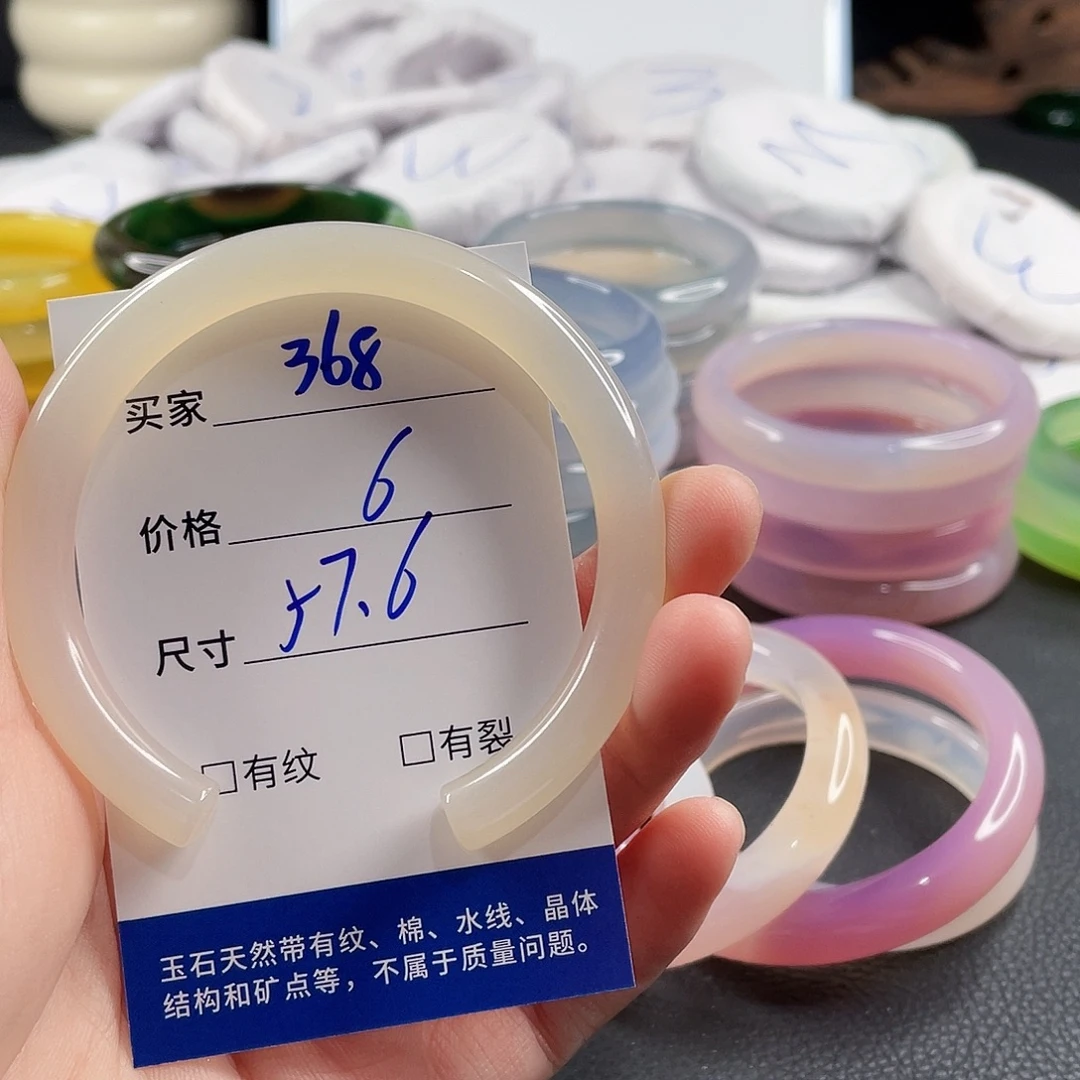 买家 368
价格 6
尺寸 57.6
□有纹 □有裂
玉石天然带有纹、棉、水线、晶体
结构和矿点等，不属于质量问题。